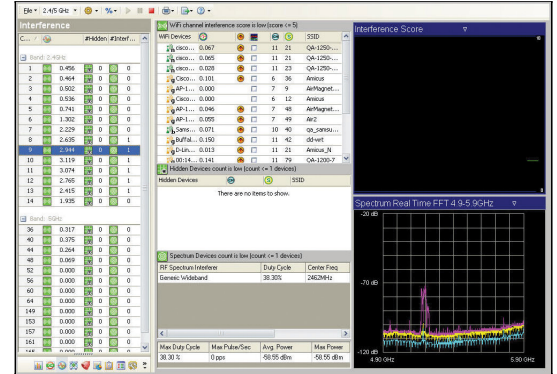 File 2.4/5 GHz
Interference
C... #Hidden #Interf...
Band: 2.4GHz
1 0.456 0 0
2 0.464 0 0
3 0.502 0 0
4 0.536 0 0
5 0.741 0 0
6 1.302 0 0
7 2.229 0 0
8 2.635 0 1
9 2.944 0 1
10 3.119 0 0
11 3.074 0 1
12 2.765 0 1
13 2.415 0 1
14 1.935 0 0
Band: 5GHz
36 0.317 0 0
40 0.375 0 0
44 0.264 0 0
48 0.069 0 0
52 0.000 0 0
56 0.000 0 0
60 0.000 0 0
64 0.000 0 0
149 0.000 0 0
153 0.000 0 0
157 0.000 0 0
161 0.000 0 0
WiFi channel interference score is low (score <= 5)
WiFi Devices SSID
cisco... 0.067 11 21 QA-1250-...
cisco... 0.065 11 21 QA-1250-...
cisco... 0.028 11 23 QA-1250-...
Cisco... 0.101 6 36 Amicus
AP-1... 0.000 7 9 AirMagnet...
Cisco... 0.000 6 12 Amicus
AP-1... 0.046 7 48 AirMagnet...
AP-1... 0.055 7 49 Air2
Sams... 0.071 10 40 qa_samsu...
Buffal... 0.150 11 42 dd-wrt
D-Lin... 0.013 11 21 Amicus_N
00:14... 0.141 11 79 QA-1200-7
Hidden Devices count is low (count <= 1 devices)
Hidden Devices SSID
There are no items to show.
Spectrum Devices count is low (count <= 1 devices)
RF Spectrum Interferer Duty Cycle Center Freq
Generic Wideband 38.30% 2462MHz
Max Duty Cycle Max Pulse/Sec Avg. Power Max Power
38.30 % 0 pps -58.55 dBm -58.55 dBm
Interference Score
Spectrum Real Time FFT 4.9-5.9GHz
-20 dB
-70 dB
-120 dB
4.90 GHz 5.90 GHz